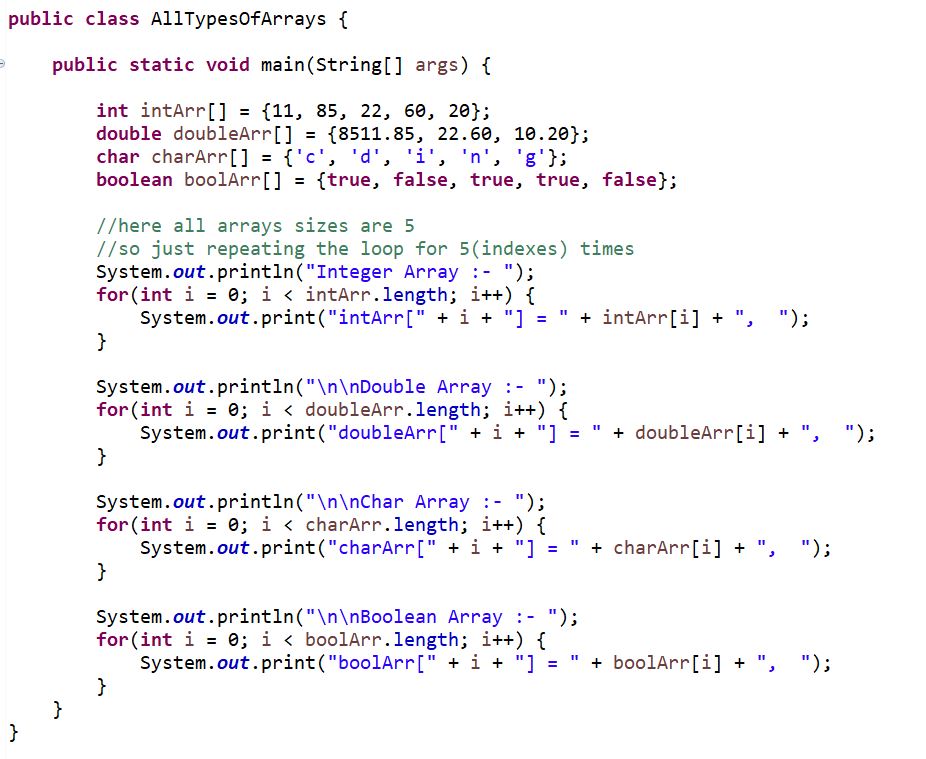 public class AllTypesOfArrays {
public static void main(String[] args) {
int intArr[] = {11, 85, 22, 60, 20};
double doubleArr[] = {8511.85, 22.60, 10.20};
char charArr[] = {'c', 'd', 'i', 'n', 'g'};
boolean boolArr[] = {true, false, true, true, false};
//here all arrays sizes are 5
//so just repeating the loop for 5(indexes) times
System.out.println("Integer Array :- ");
for(int i = 0; i < intArr.length; i++) {
System.out.print("intArr[" + i + "] = " + intArr[i] + ",  ");
}
System.out.println("\n\nDouble Array :- ");
for(int i = 0; i < doubleArr.length; i++) {
System.out.print("doubleArr[" + i + "] = " + doubleArr[i] + ",  ");
}
System.out.println("\n\nChar Array :- ");
for(int i = 0; i < charArr.length; i++) {
System.out.print("charArr[" + i + "] = " + charArr[i] + ",  ");
}
System.out.println("\n\nBoolean Array :- ");
for(int i = 0; i < boolArr.length; i++) {
System.out.print("boolArr[" + i + "] = " + boolArr[i] + ",  ");
}
}
}